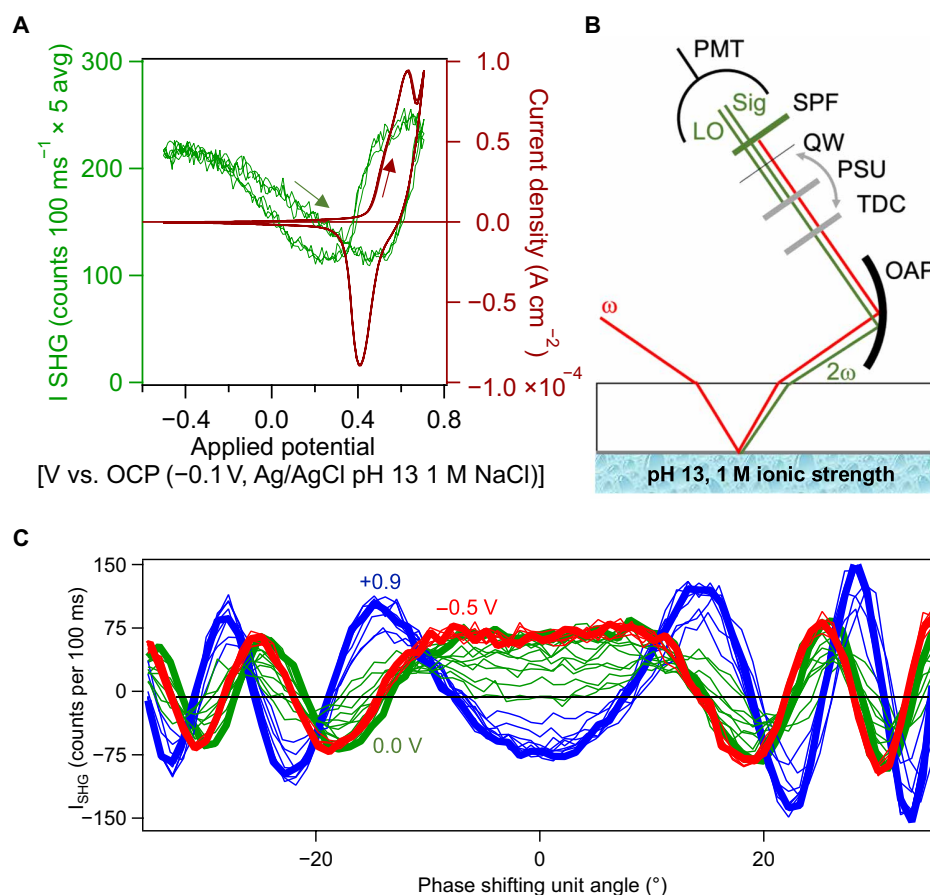 A
I SHG (counts 100 ms⁻¹ × 5 avg)
300
200
100
0
1.0
0.5
0.0
−0.5
−1.0 ×10⁻⁴
Current density (A cm⁻²)
−0.4 0.0 0.4 0.8
Applied potential
[V vs. OCP (−0.1 V, Ag/AgCl pH 13 1 M NaCl)]
B
PMT
Sig
LO
SPF
QW
PSU
TDC
OAP
ω
2ω
pH 13, 1 M ionic strength
C
I_SHG (counts per 100 ms)
150
75
0
−75
−150
+0.9
−0.5 V
0.0 V
−20 0 20
Phase shifting unit angle (°)